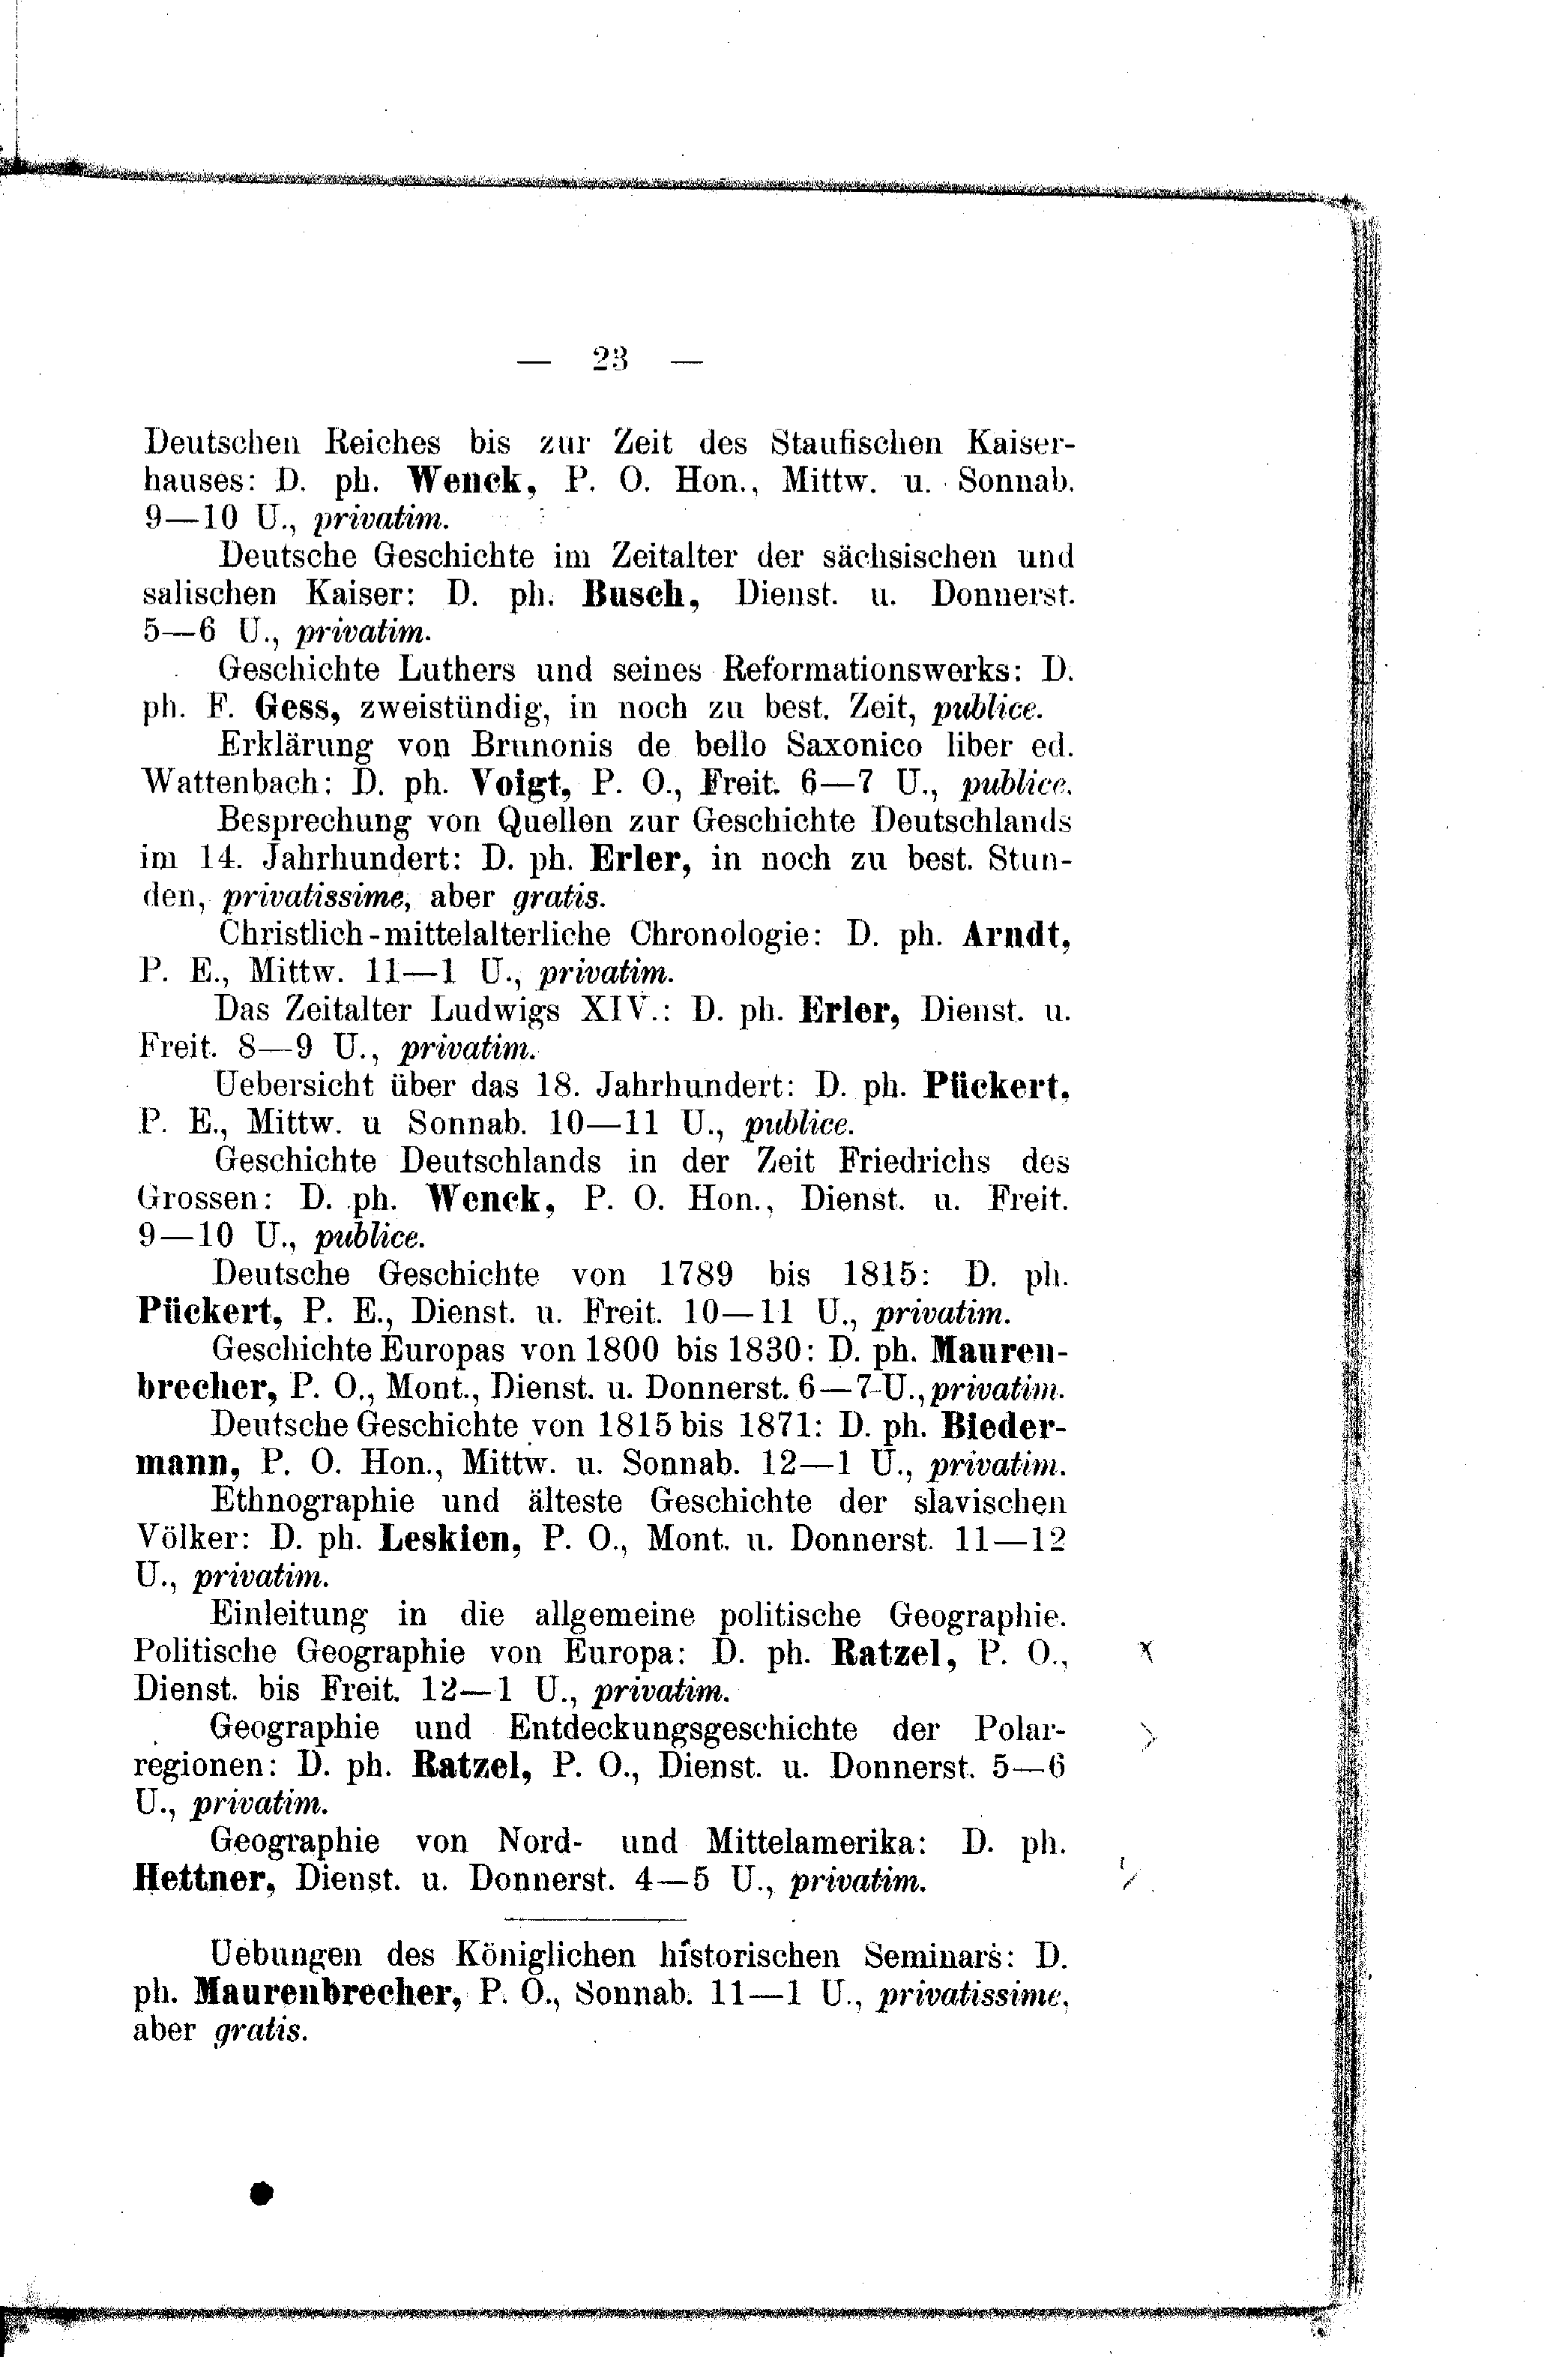 — 23 —
Deutschen Reiches bis zur Zeit des Staufischen Kaiser-
hauses: D. ph. Wenck, P. O. Hon., Mittw. u. Sonnab.
9—10 U., privatim.
Deutsche Geschichte im Zeitalter der sächsischen und
salischen Kaiser: D. ph. Busch, Dienst. u. Donnerst.
5—6 U., privatim.
Geschichte Luthers und seines Reformationswerks: D.
ph. F. Gess, zweistündig, in noch zu best. Zeit, publice.
Erklärung von Brunonis de bello Saxonico liber ed.
Wattenbach: D. ph. Voigt, P. O., Freit. 6—7 U., publice.
Besprechung von Quellen zur Geschichte Deutschlands
im 14. Jahrhundert: D. ph. Erler, in noch zu best. Stun-
den, privatissime, aber gratis.
Christlich-mittelalterliche Chronologie: D. ph. Arndt,
P. E., Mittw. 11—1 U., privatim.
Das Zeitalter Ludwigs XIV.: D. ph. Erler, Dienst. u.
Freit. 8—9 U., privatim.
Uebersicht über das 18. Jahrhundert: D. ph. Pückert,
P. E., Mittw. u Sonnab. 10—11 U., publice.
Geschichte Deutschlands in der Zeit Friedrichs des
Grossen: D. ph. Wenck, P. O. Hon., Dienst. u. Freit.
9—10 U., publice.
Deutsche Geschichte von 1789 bis 1815: D. ph.
Pückert, P. E., Dienst. u. Freit. 10—11 U., privatim.
Geschichte Europas von 1800 bis 1830: D. ph. Mauren-
brecher, P. O., Mont., Dienst. u. Donnerst. 6—7 U., privatim.
Deutsche Geschichte von 1815 bis 1871: D. ph. Bieder-
mann, P. O. Hon., Mittw. u. Sonnab. 12—1 U., privatim.
Ethnographie und älteste Geschichte der slavischen
Völker: D. ph. Leskien, P. O., Mont. u. Donnerst. 11—12
U., privatim.
Einleitung in die allgemeine politische Geographie.
Politische Geographie von Europa: D. ph. Ratzel, P. O.,
Dienst. bis Freit. 12—1 U., privatim.
Geographie und Entdeckungsgeschichte der Polar-
regionen: D. ph. Ratzel, P. O., Dienst. u. Donnerst. 5—6
U., privatim.
Geographie von Nord- und Mittelamerika: D. ph.
Hettner, Dienst. u. Donnerst. 4—5 U., privatim.
Uebungen des Königlichen historischen Seminars: D.
ph. Maurenbrecher, P. O., Sonnab. 11—1 U., privatissime,
aber gratis.